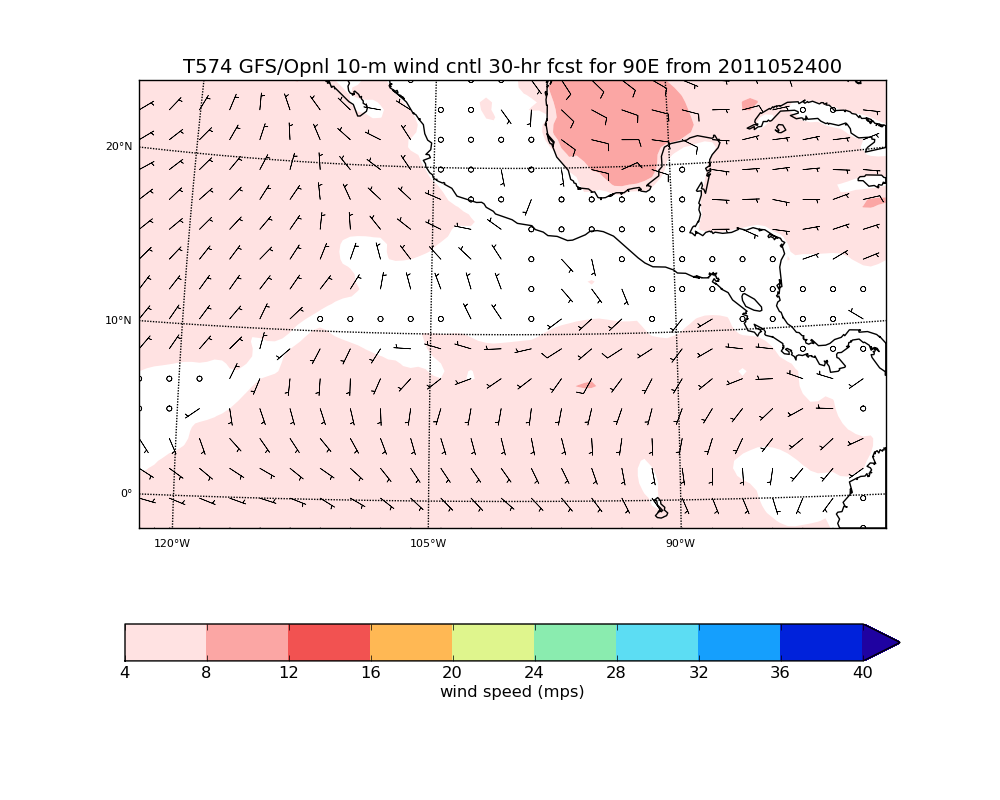 T574 GFS/Opnl 10-m wind cntl 30-hr fcst for 90E from 2011052400
20°N
10°N
0°
120°W 105°W 90°W
4 8 12 16 20 24 28 32 36 40
wind speed (mps)